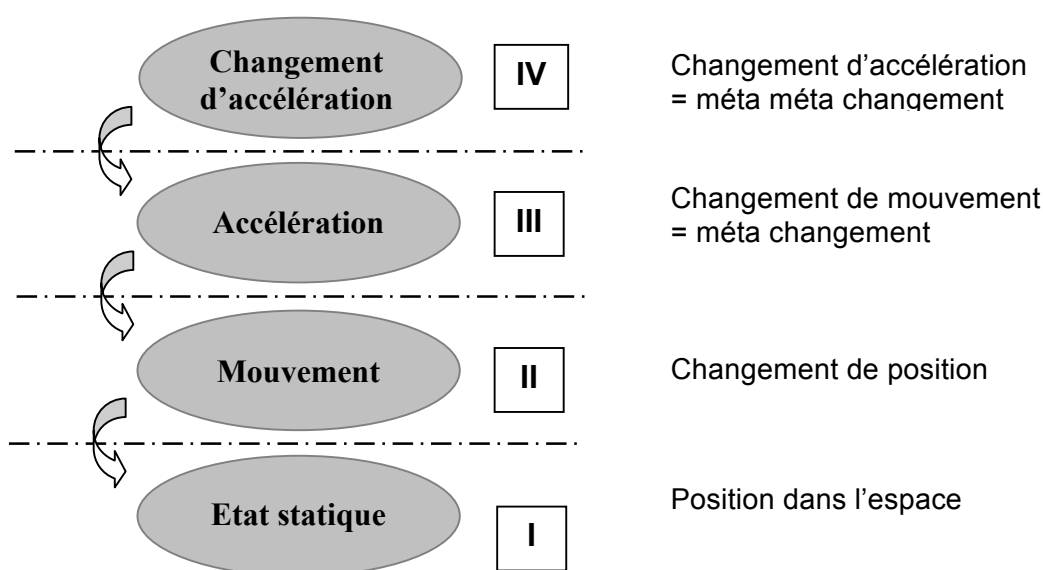 Changement
d'accélération
IV
Changement d'accélération
= méta méta changement
Accélération
III
Changement de mouvement
= méta changement
Mouvement
II
Changement de position
Etat statique
I
Position dans l'espace